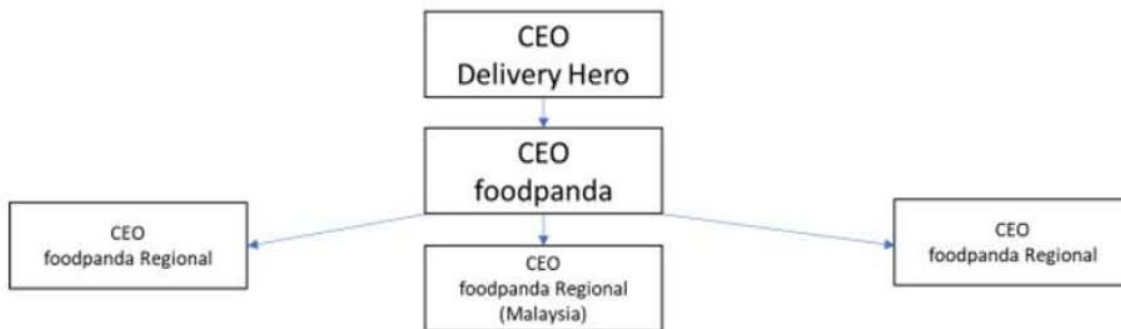 CEO
Delivery Hero
CEO
foodpanda
CEO
foodpanda Regional
CEO
foodpanda Regional
(Malaysia)
CEO
foodpanda Regional